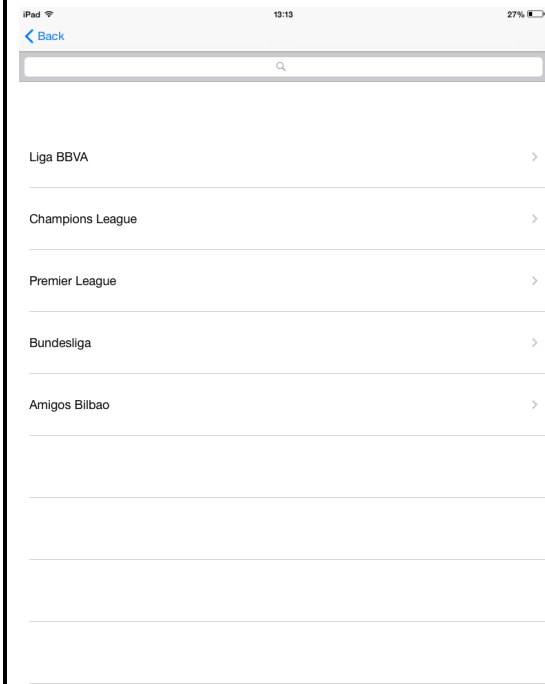 iPad 13:13 27%
Back
Liga BBVA
Champions League
Premier League
Bundesliga
Amigos Bilbao